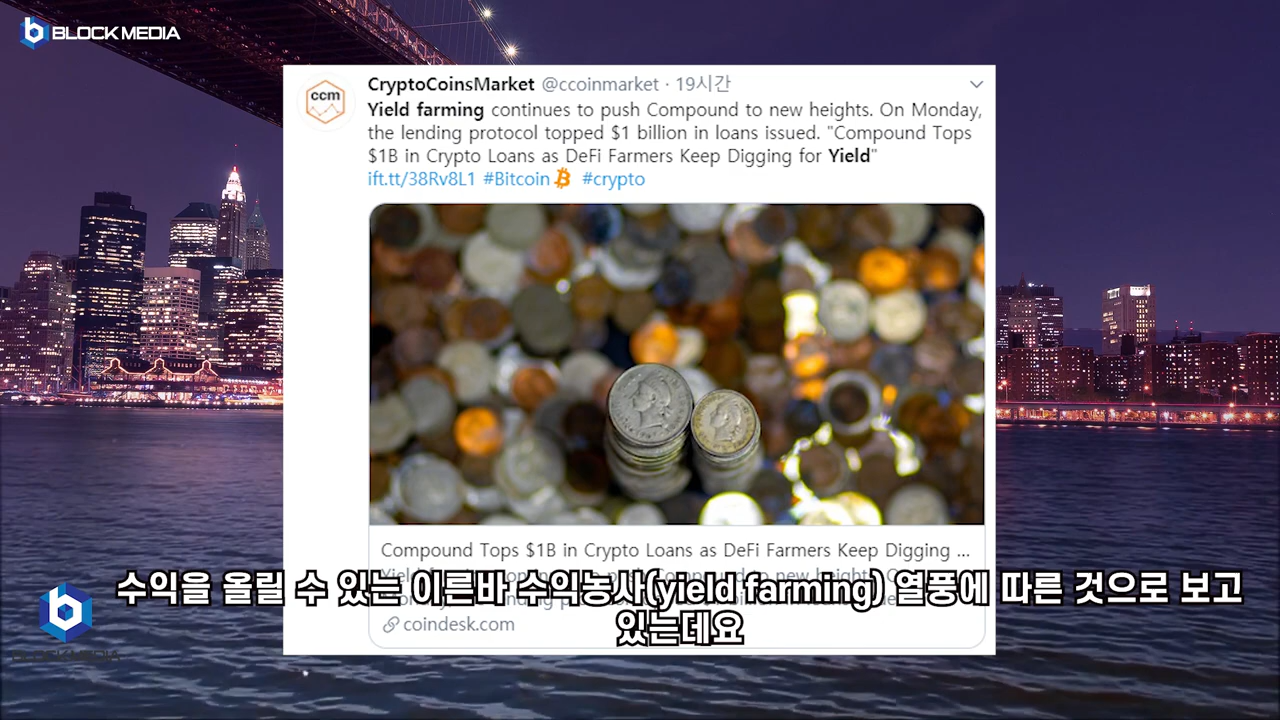 BLOCKMEDIA
CryptoCoinsMarket @ccoinmarket · 19시간
ccm
Yield farming continues to push Compound to new heights. On Monday,
the lending protocol topped $1 billion in loans issued. "Compound Tops
$1B in Crypto Loans as DeFi Farmers Keep Digging for Yield"
ift.tt/38Rv8L1 #Bitcoin #crypto
Compound Tops $1B in Crypto Loans as DeFi Farmers Keep Digging ...
수익을 올릴 수 있는 이른바 수익농사(yield farming) 열풍에 따른 것으로 보고
있는데요
coindesk.com
BLOCKMEDIA